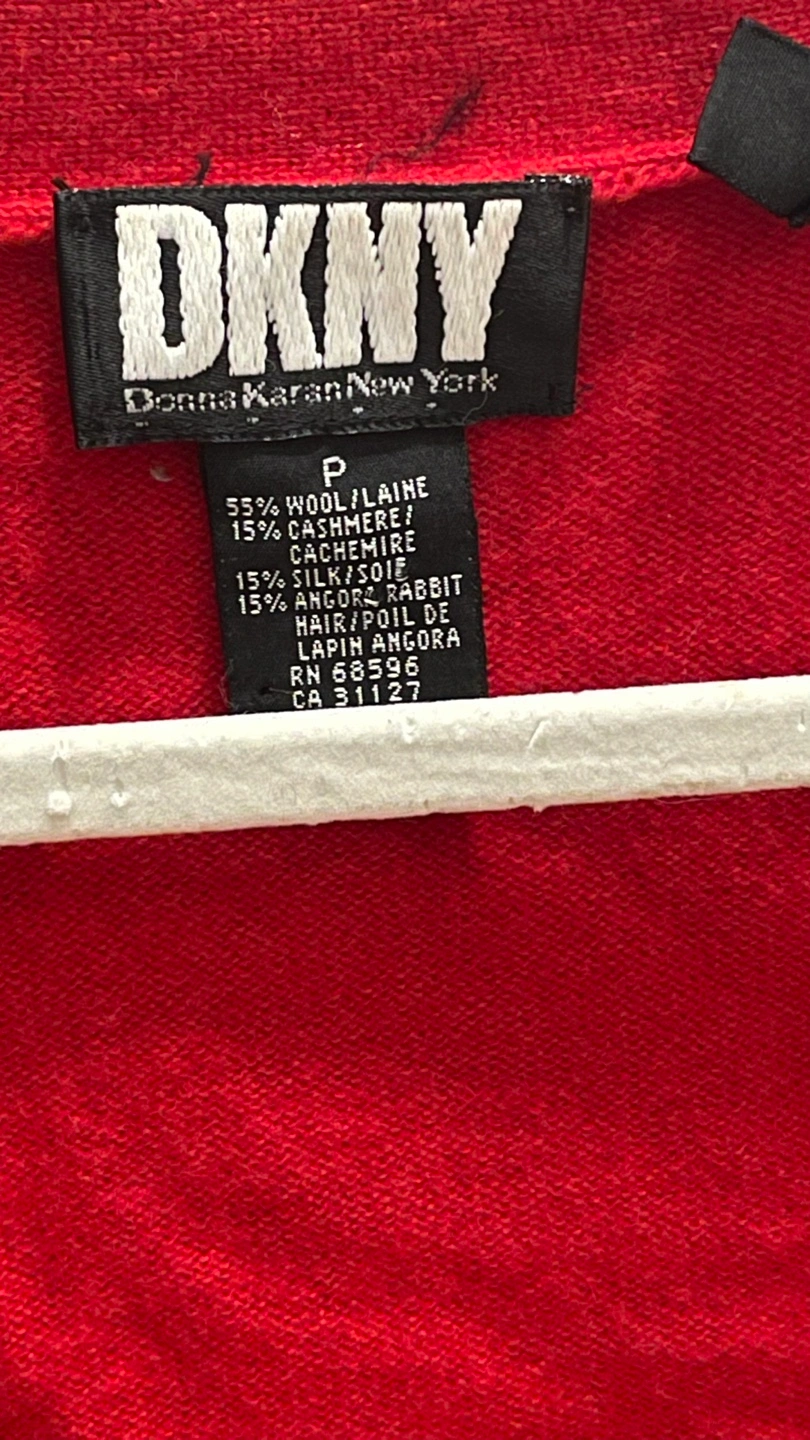 DKNY
Donna Karan New York
P
55% WOOL/LAINE
15% CASHMERE/
CACHEMIRE
15% SILK/SOIE
15% ANGORA RABBIT
HAIR/POIL DE
LAPIN ANGORA
RN 68596
CA 31127